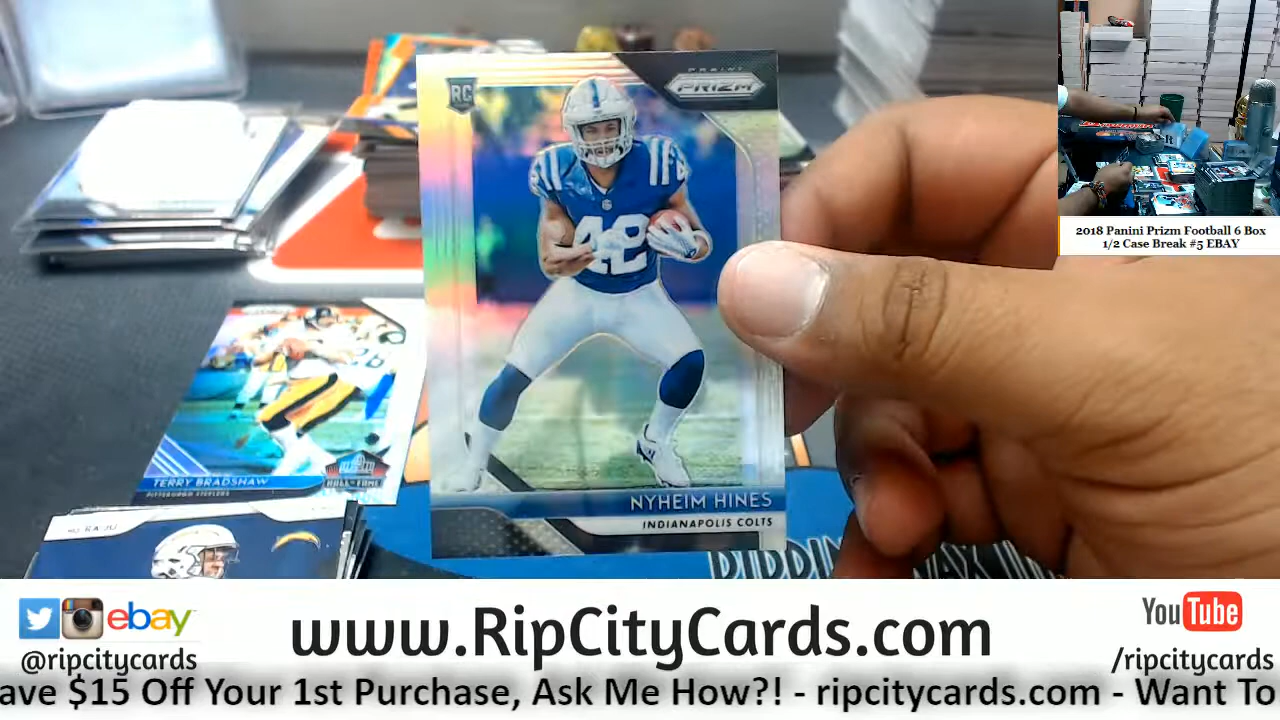 RC
PANINI
PRIZM
42
NYHEIM HINES
INDIANAPOLIS COLTS
TERRY BRADSHAW
PITTSBURGH STEELERS
HALL OF FAME
2018 Panini Prizm Football 6 Box
1/2 Case Break #5 EBAY
ebay
@ripcitycards
www.RipCityCards.com
YouTube
/ripcitycards
ave $15 Off Your 1st Purchase, Ask Me How?! - ripcitycards.com - Want To